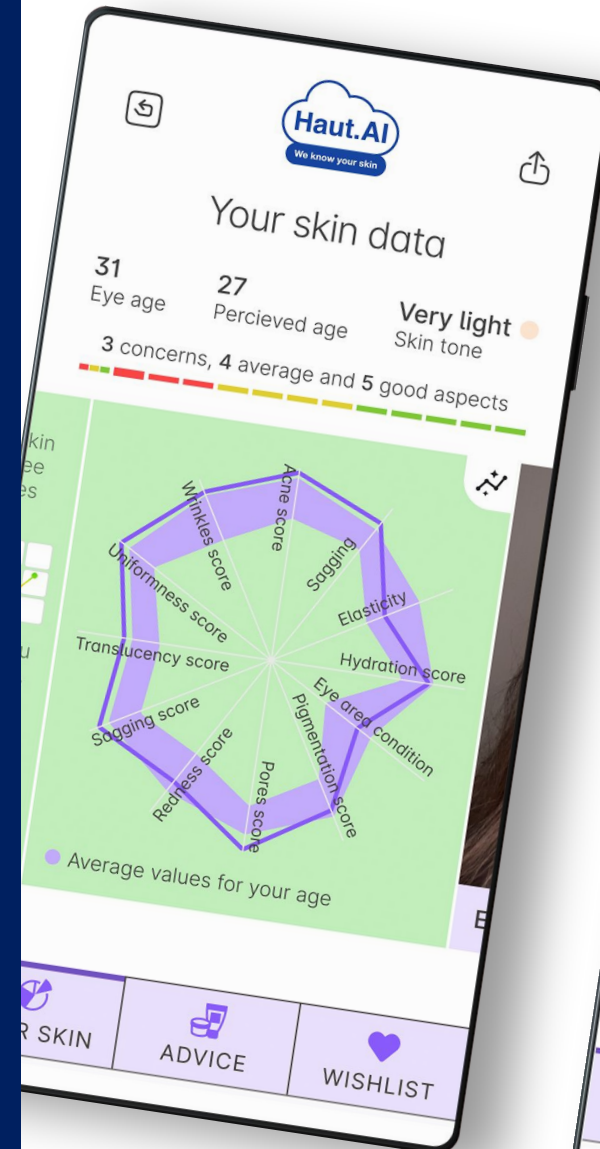 Haut.AI
We know your skin
Your skin data
31
Eye age
27
Percieved age
Very light
Skin tone
3 concerns, 4 average and 5 good aspects
Acne score
Sagging
Elasticity
Hydration score
Eye area condition
Pigmentation score
Pores score
Redness score
Sagging score
Translucency score
Uniformness score
Wrinkles score
Average values for your age
SKIN
ADVICE
WISHLIST